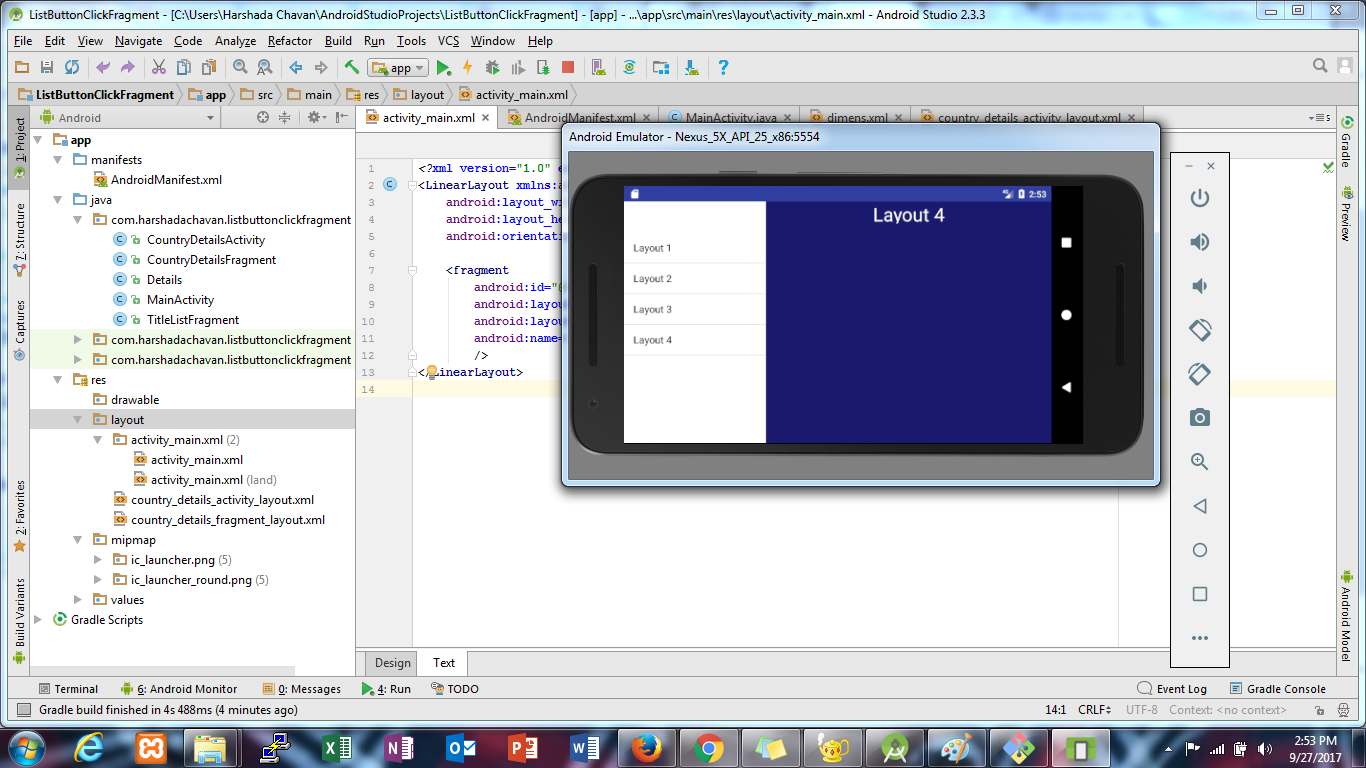 ListButtonClickFragment - [C:\Users\Harshada Chavan\AndroidStudioProjects\ListButtonClickFragment] - [app] - ...\app\src\main\res\layout\activity_main.xml - Android Studio 2.3.3
File Edit View Navigate Code Analyze Refactor Build Run Tools VCS Window Help
app
ListButtonClickFragment app src main res layout activity_main.xml
Android
activity_main.xml AndroidManifest.xml MainActivity.java dimens.xml country_details_activity_layout.xml
Android Emulator - Nexus_5X_API_25_x86:5554
1: Project
Z: Structure
Captures
2: Favorites
Build Variants
app
manifests
AndroidManifest.xml
java
com.harshadachavan.listbuttonclickfragment
CountryDetailsActivity
CountryDetailsFragment
Details
MainActivity
TitleListFragment
com.harshadachavan.listbuttonclickfragment
com.harshadachavan.listbuttonclickfragment
res
drawable
layout
activity_main.xml (2)
activity_main.xml
activity_main.xml (land)
country_details_activity_layout.xml
country_details_fragment_layout.xml
mipmap
ic_launcher.png (5)
ic_launcher_round.png (5)
values
Gradle Scripts
1 <?xml version="1.0" e
2 <LinearLayout xmlns:a
3 android:layout_wi
4 android:layout_he
5 android:orientati
6
7 <fragment
8 android:id="
9 android:layou
10 android:layou
11 android:name=
12 />
13 </LinearLayout>
14
2:53
Layout 4
Layout 1
Layout 2
Layout 3
Layout 4
Gradle
Preview
Android Model
Design Text
Terminal 6: Android Monitor 0: Messages 4: Run TODO Event Log Gradle Console
Gradle build finished in 4s 488ms (4 minutes ago) 14:1 CRLF UTF-8 Context: <no context>
2:53 PM
9/27/2017